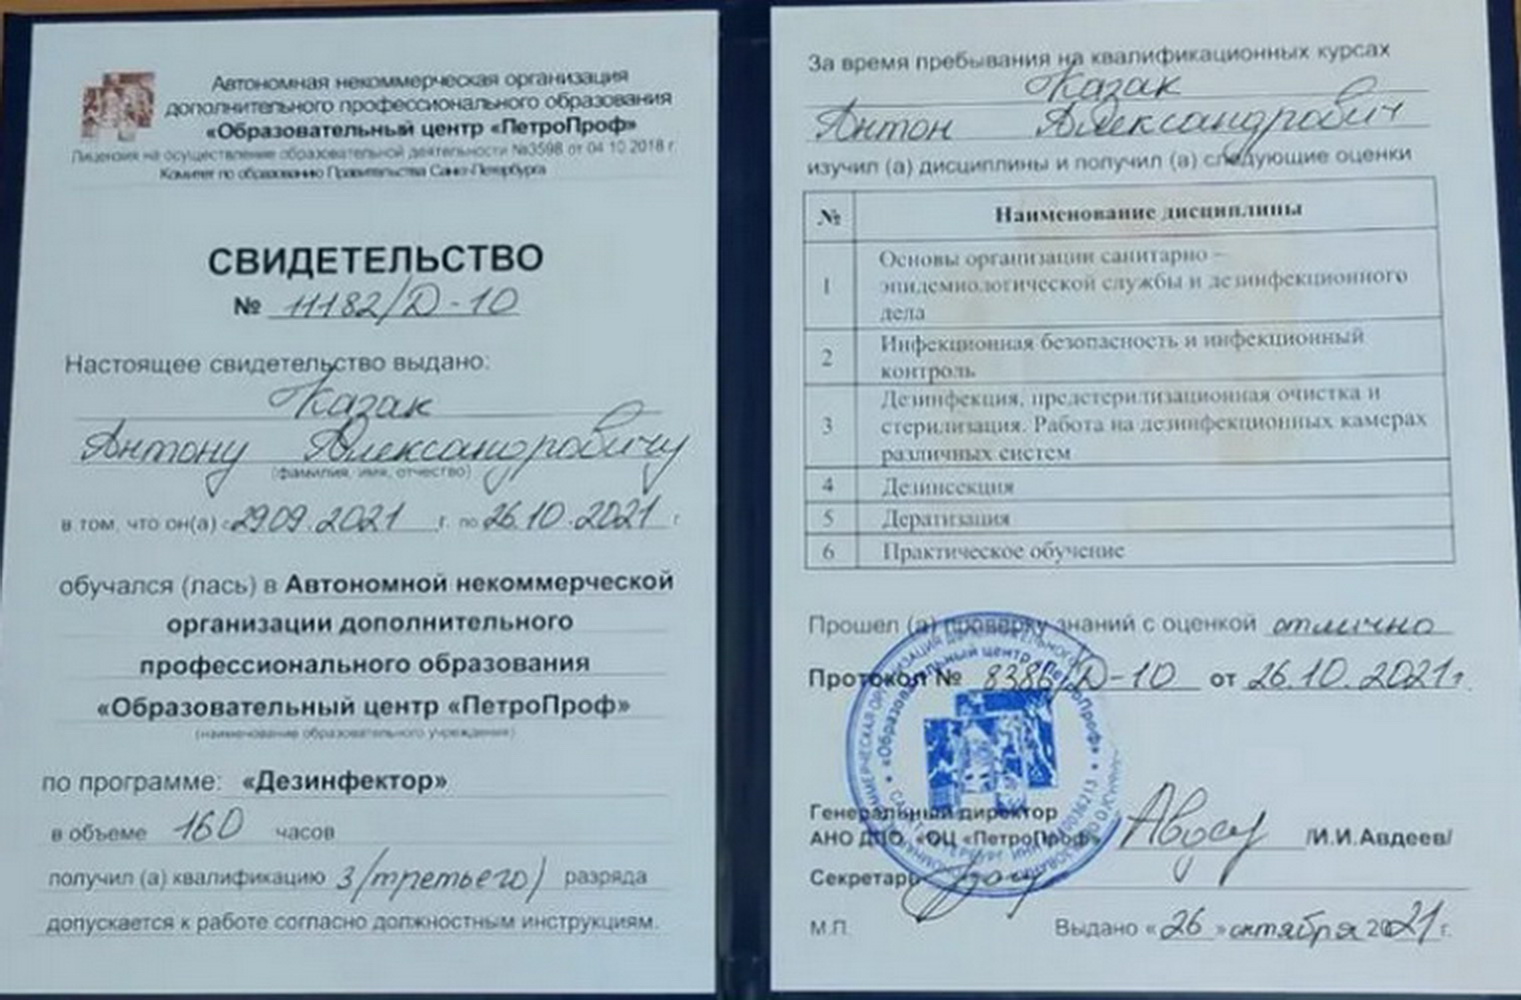 Автономная некоммерческая организация
дополнительного профессионального образования
«Образовательный центр «ПетроПроф»
Лицензия на осуществление образовательной деятельности №3598 от 04.10.2018 г.
Комитет по образованию Правительства Санкт-Петербурга
СВИДЕТЕЛЬСТВО
№ 11182/Д-10
Настоящее свидетельство выдано:
Казак
Антону Александровичу
(фамилия, имя, отчество)
в том, что он(а) с 29.09.2021 г. по 26.10.2021 г
обучался (лась) в Автономной некоммерческой
организации дополнительного
профессионального образования
«Образовательный центр «ПетроПроф»
(наименование образовательного учреждения)
по программе: «Дезинфектор»
в объеме 160 часов
получил (а) квалификацию 3/третьего) разряда
допускается к работе согласно должностным инструкциям.
За время пребывания на квалификационных курсах
Казак
Антон Александрович
изучил (а) дисциплины и получил (а) следующие оценки
№ Наименование дисциплины
1 Основы организации санитарно –
эпидемиологической службы и дезинфекционного
дела
2 Инфекционная безопасность и инфекционный
контроль
3 Дезинфекция, предстерилизационная очистка и
стерилизация. Работа на дезинфекционных камерах
различных систем
4 Дезинсекция
5 Дератизация
6 Практическое обучение
Прошел (а) проверку знаний с оценкой отлично
Протокол № 8386/Д-10 от 26.10.2021г.
«Образовательный центр «ПетроПроф»
Генеральный директор
АНО ДПО «ОЦ «ПетроПроф» /И.И.Авдеев/
Секретарь
М.П. Выдано «26» октября 2021 г.